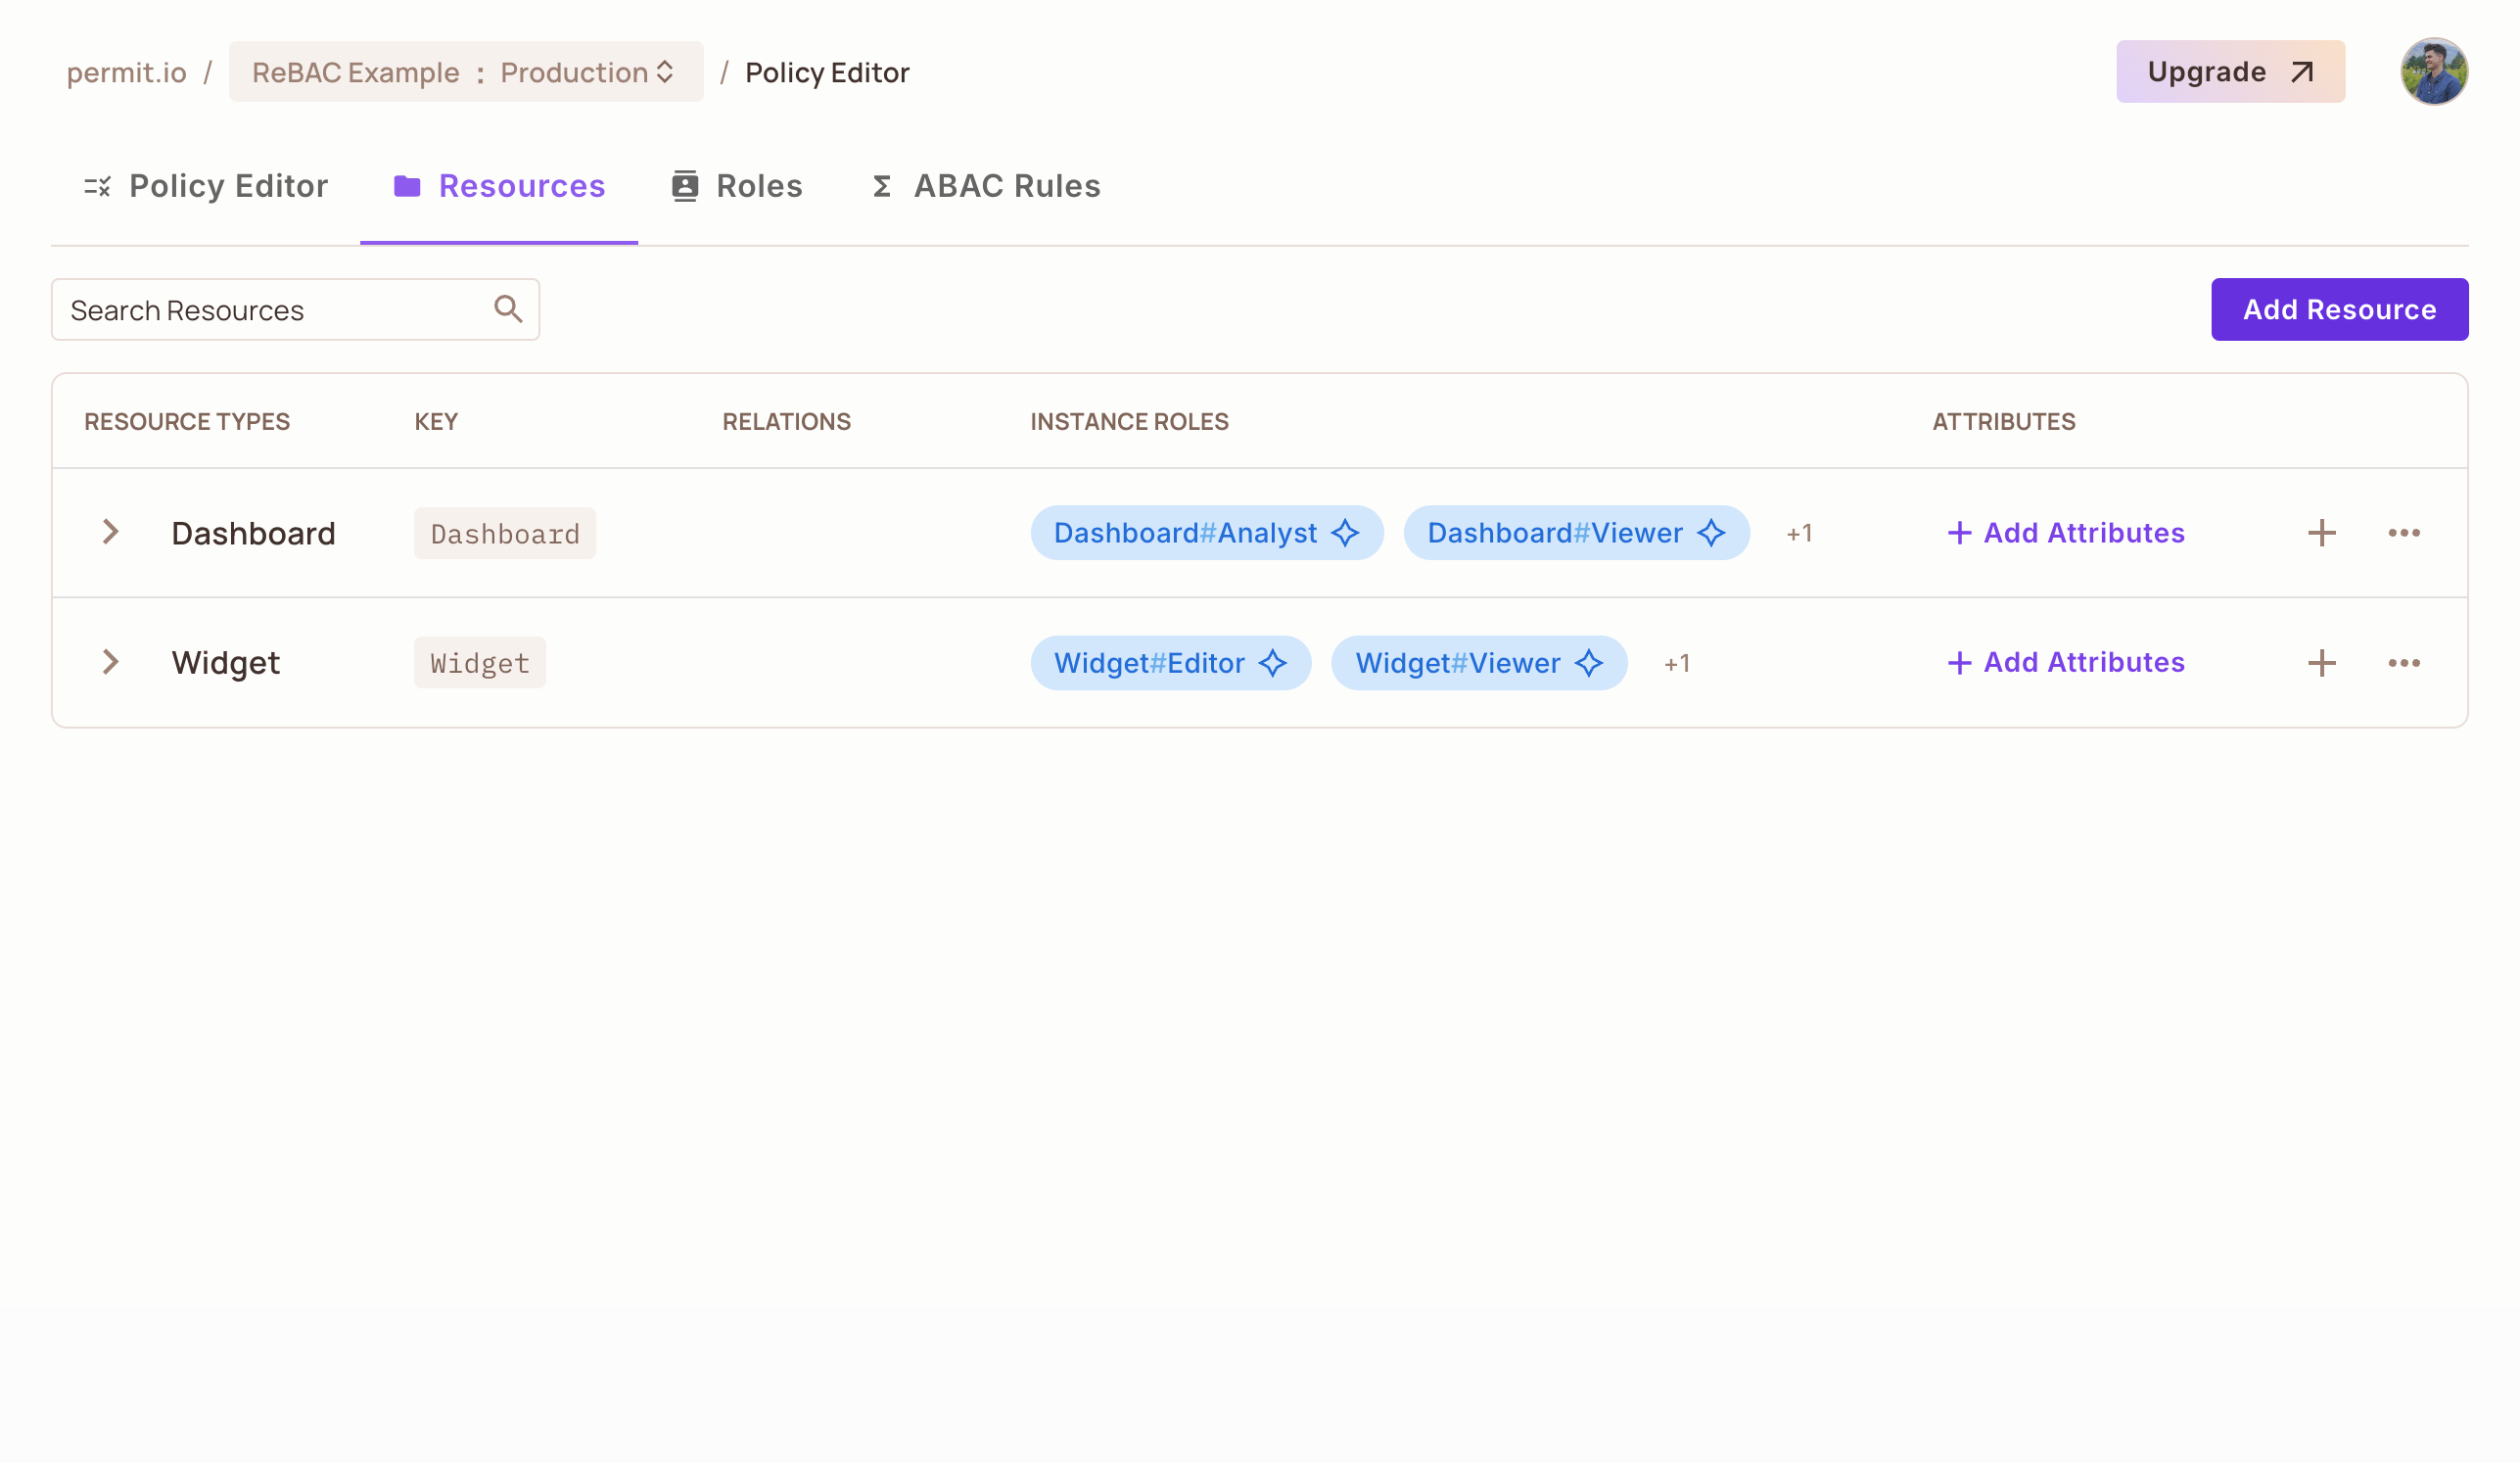 permit.io / ReBAC Example : Production / Policy Editor Upgrade
Policy Editor Resources Roles ABAC Rules
Search Resources Add Resource
RESOURCE TYPES KEY RELATIONS INSTANCE ROLES ATTRIBUTES
Dashboard Dashboard Dashboard#Analyst Dashboard#Viewer +1 + Add Attributes
Widget Widget Widget#Editor Widget#Viewer +1 + Add Attributes